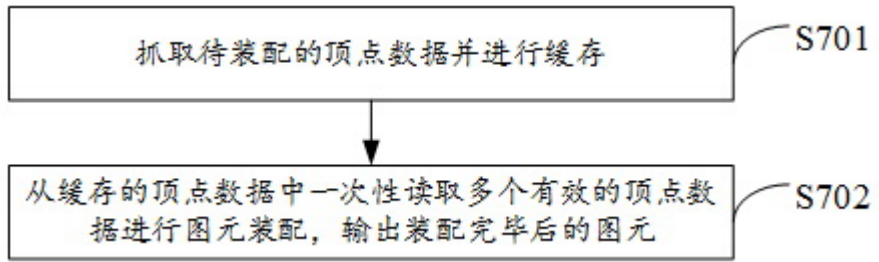 抓取待装配的顶点数据并进行缓存
S701
从缓存的顶点数据中一次性读取多个有效的顶点数
据进行图元装配，输出装配完毕后的图元
S702